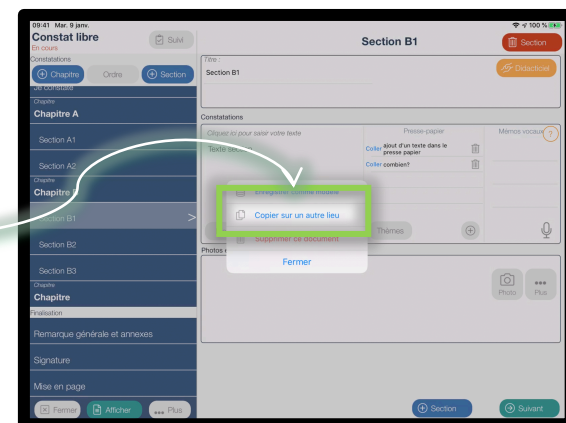 09:41 Mar. 9 janv.
100 %
Constat libre
En cours
Suivi
Section B1
Section
Constatations
Chapitre
Ordre
Section
Je constate
Chapitre
Chapitre A
Section A1
Section A2
Chapitre
Chapitre B
Section B1
>
Section B2
Section B3
Chapitre
Chapitre
Finalisation
Remarque générale et annexes
Signature
Mise en page
Fermer
Afficher
Plus
Titre :
Section B1
Didacticiel
Constatations
Cliquez ici pour saisir votre texte
Texte section
Presse-papier
Coller ajout d'un texte dans le
presse papier
Coller combien?
Mémos vocaux
?
Enregistrer comme modèle
Copier sur un autre lieu
Supprimer ce document
Fermer
Thèmes
Photos
Photo
Plus
Section
Suivant